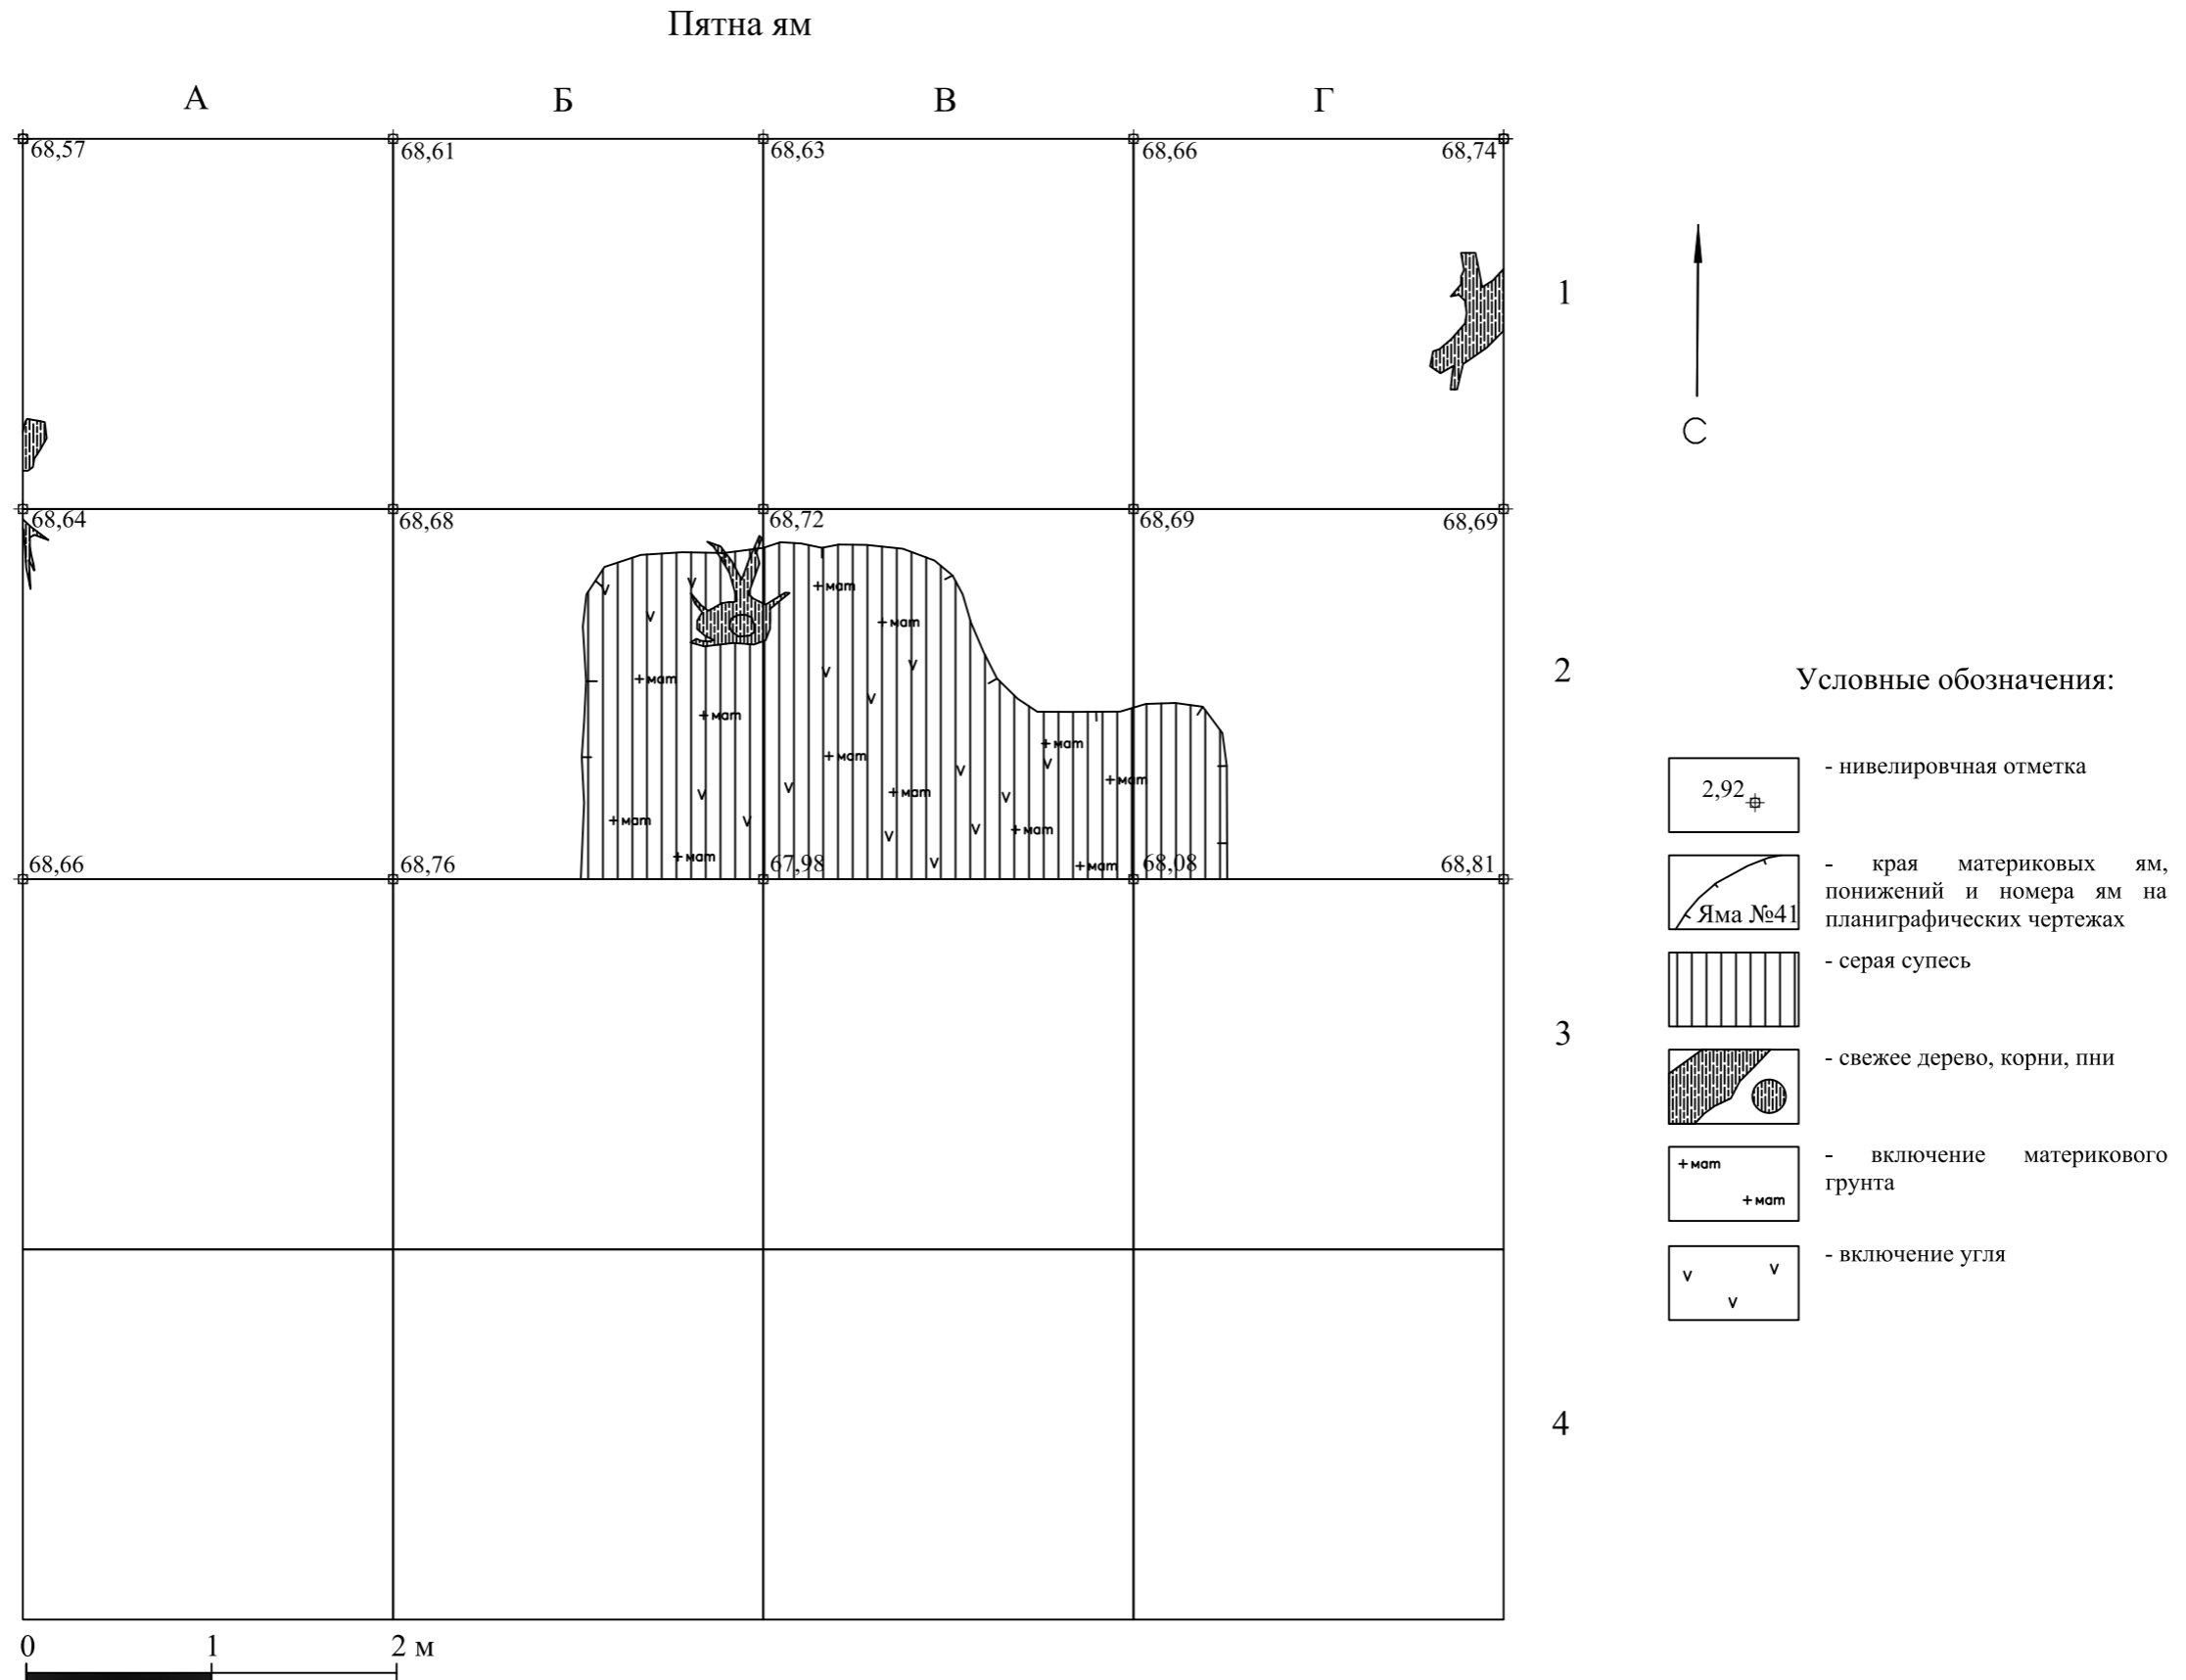 Пятна ям
А Б В Г
68,57 68,61 68,63 68,66 68,74
1
С
68,64 68,68 68,72 68,69 68,69
+мат
+мат
2
+мат
+мат
+мат
+мат
+мат
+мат
+мат
+мат
+мат
+мат
68,66 68,76 67,98 68,08 68,81
3
4
0 1 2 м
Условные обозначения:
2,92
- нивелировчная отметка
Яма №41
- края материковых ям,
понижений и номера ям на
планиграфических чертежах
- серая супесь
- свежее дерево, корни, пни
+мат
+мат
- включение материкового
грунта
- включение угля